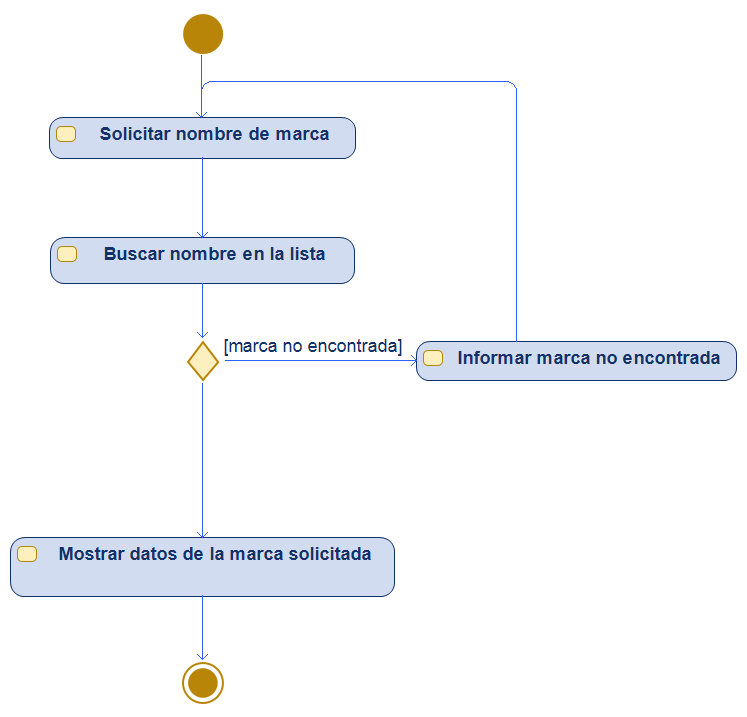 Solicitar nombre de marca
Buscar nombre en la lista
[marca no encontrada]
Informar marca no encontrada
Mostrar datos de la marca solicitada